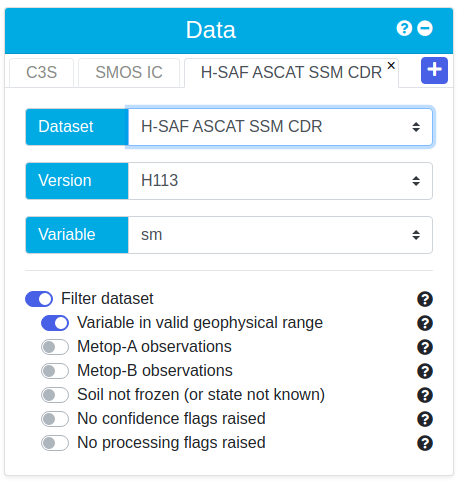 Data ? −
C3S SMOS IC H-SAF ASCAT SSM CDR × +
Dataset H-SAF ASCAT SSM CDR
Version H113
Variable sm
Filter dataset ?
Variable in valid geophysical range ?
Metop-A observations ?
Metop-B observations ?
Soil not frozen (or state not known) ?
No confidence flags raised ?
No processing flags raised ?